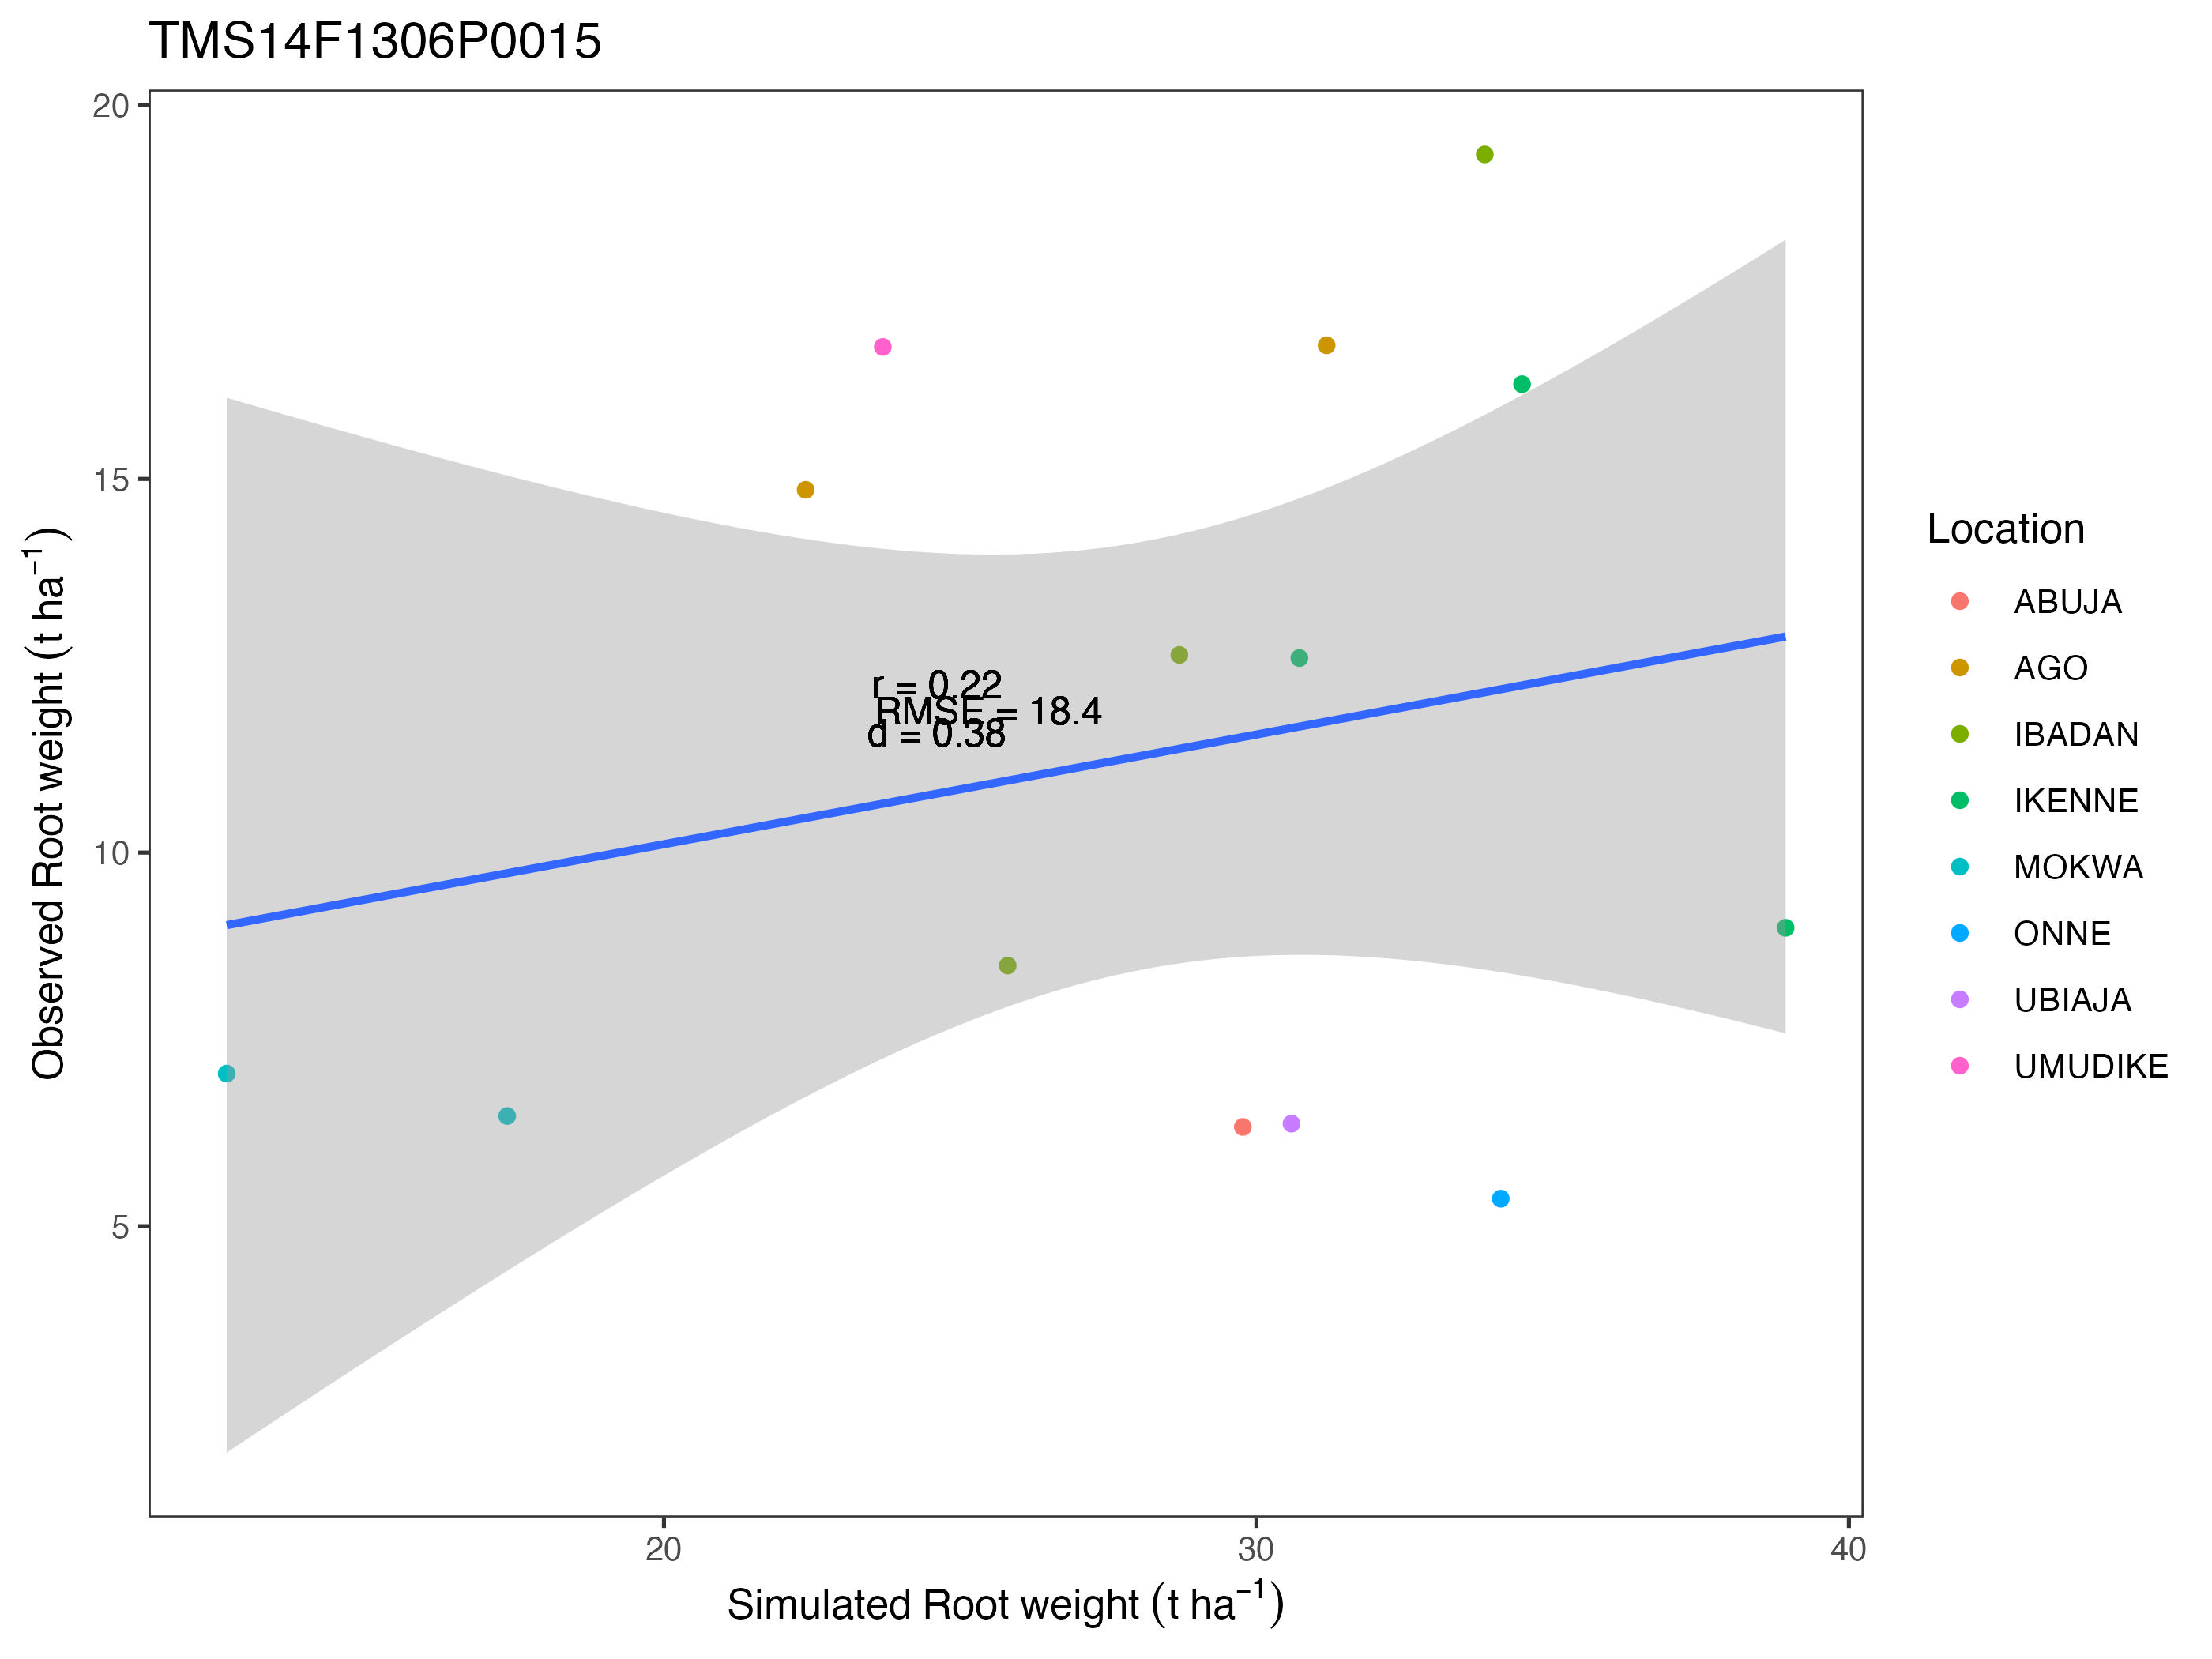 TMS14F1306P0015
20
15
10
5
Observed Root weight (t ha⁻¹)
r = 0.22
RMSE = 18.4
d = 0.38
20
30
40
Simulated Root weight (t ha⁻¹)
Location
ABUJA
AGO
IBADAN
IKENNE
MOKWA
ONNE
UBIAJA
UMUDIKE